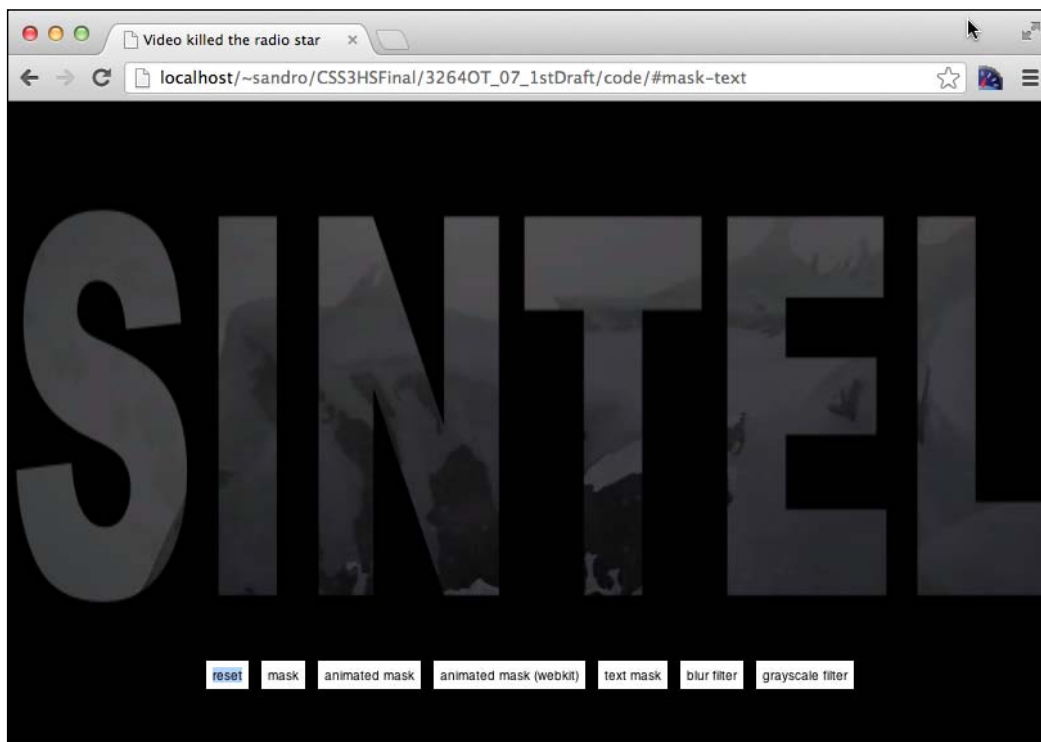 Video killed the radio star
localhost/~sandro/CSS3HSFinal/3264OT_07_1stDraft/code/#mask-text
SINTEL
reset mask animated mask animated mask (webkit) text mask blur filter grayscale filter